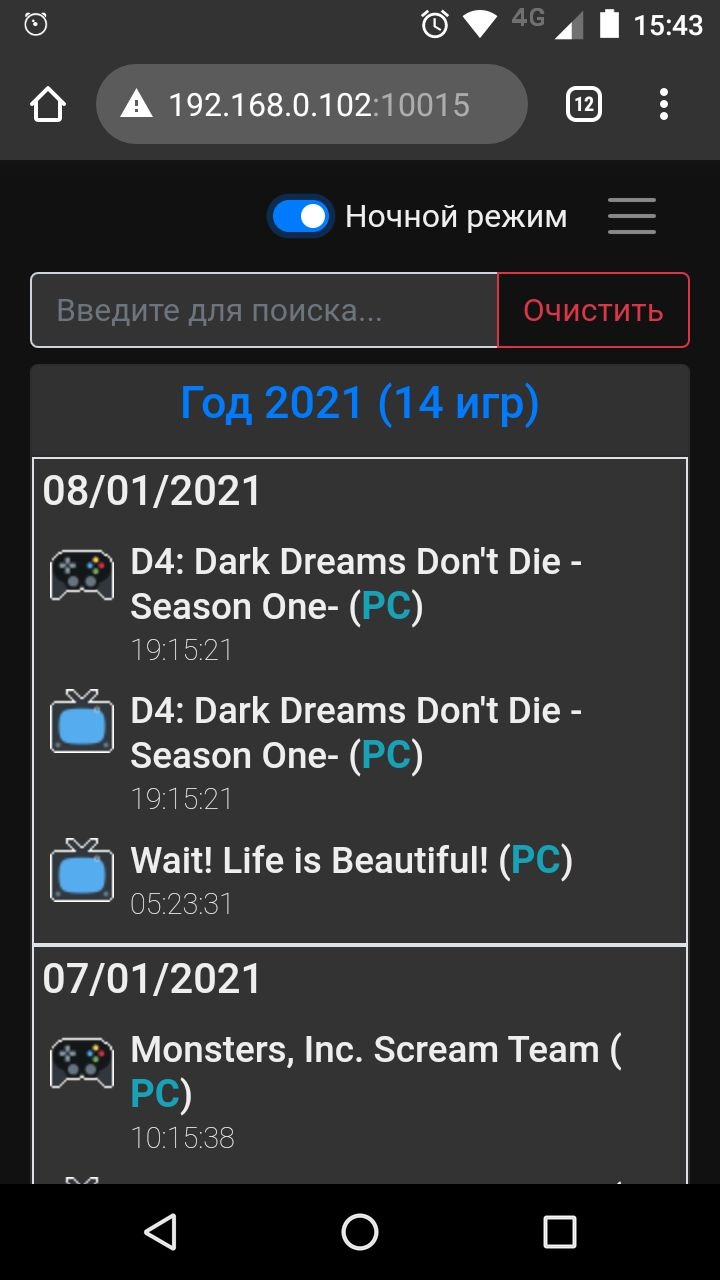 4G 15:43
192.168.0.102:10015
12
Ночной режим
Введите для поиска...
Очистить
Год 2021 (14 игр)
08/01/2021
D4: Dark Dreams Don't Die -
Season One- (PC)
19:15:21
D4: Dark Dreams Don't Die -
Season One- (PC)
19:15:21
Wait! Life is Beautiful! (PC)
05:23:31
07/01/2021
Monsters, Inc. Scream Team (
PC)
10:15:38